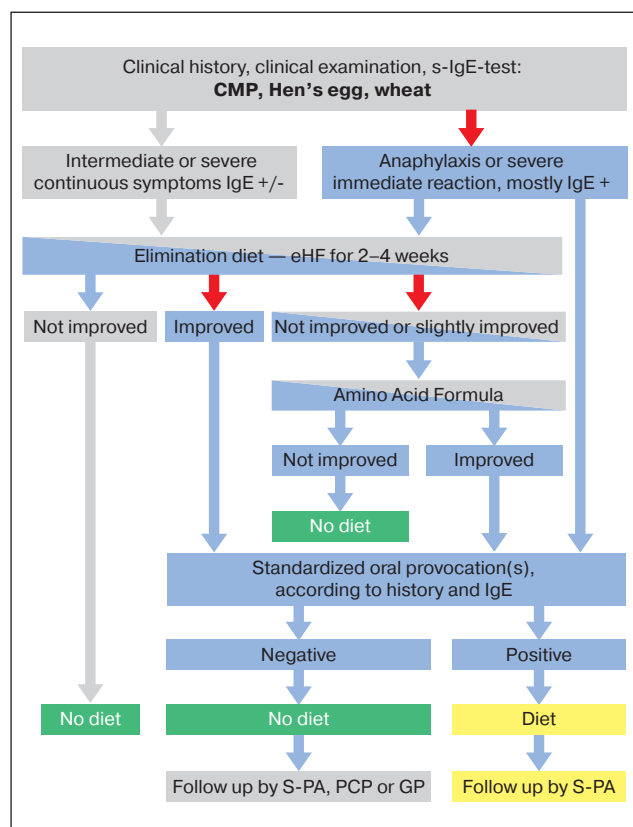 Clinical history, clinical examination, s-IgE-test:
CMP, Hen's egg, wheat
Intermediate or severe
continuous symptoms IgE +/-
Anaphylaxis or severe
immediate reaction, mostly IgE +
Elimination diet — eHF for 2–4 weeks
Not improved
Improved
Not improved or slightly improved
Amino Acid Formula
Not improved
Improved
No diet
Standardized oral provocation(s),
according to history and IgE
Negative
Positive
No diet
No diet
Diet
Follow up by S-PA, PCP or GP
Follow up by S-PA